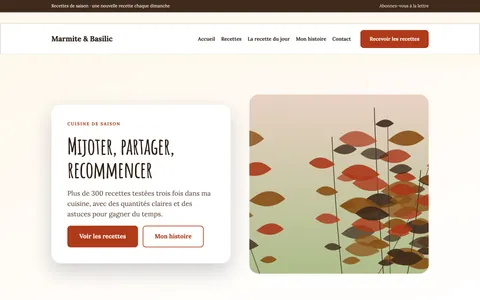 Recettes de saison · une nouvelle recette chaque dimanche
Abonnez-vous à la lettre
Marmite & Basilic
Accueil
Recettes
La recette du jour
Mon histoire
Contact
Recevoir les recettes
CUISINE DE SAISON
Mijoter, partager,
recommencer
Plus de 300 recettes testées trois fois dans ma
cuisine, avec des quantités claires et des
astuces pour gagner du temps.
Voir les recettes
Mon histoire